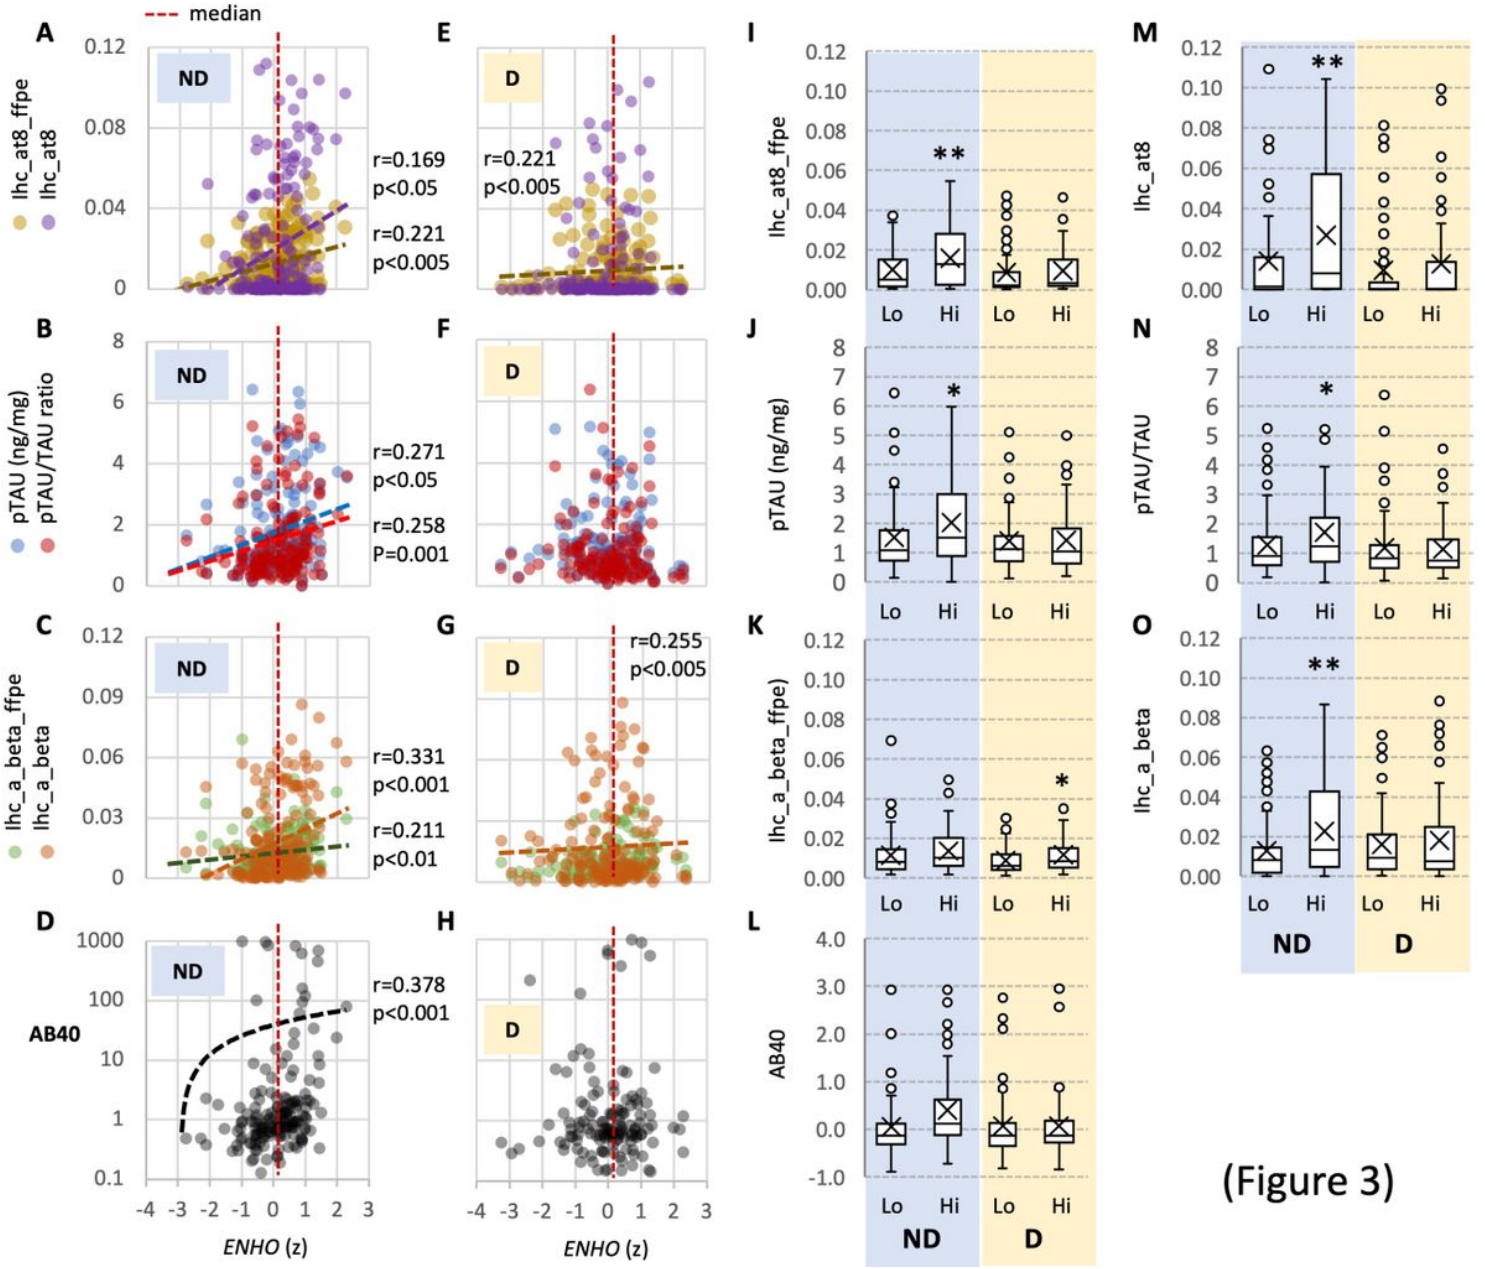 median
A
0.12
ND
Ihc_at8_ffpe
Ihc_at8
0.08
r=0.169
p<0.05
0.04
r=0.221
p<0.005
0
E
D
r=0.221
p<0.005
B
8
ND
pTAU (ng/mg)
pTAU/TAU ratio
6
4
r=0.271
p<0.05
2
r=0.258
P=0.001
0
F
D
C
0.12
ND
Ihc_a_beta_ffpe
Ihc_a_beta
0.09
0.06
r=0.331
p<0.001
0.03
r=0.211
p<0.01
0
G
D
r=0.255
p<0.005
D
1000
ND
r=0.378
p<0.001
100
AB40
10
1
0.1
-4 -3 -2 -1 0 1 2 3
ENHO (z)
H
D
-4 -3 -2 -1 0 1 2 3
ENHO (z)
I
0.12
0.10
0.08
0.06
0.04
0.02
0.00
Ihc_at8_ffpe
**
Lo Hi Lo Hi
J
8
7
6
5
4
3
2
1
0
pTAU (ng/mg)
*
Lo Hi Lo Hi
K
0.12
0.10
0.08
0.06
0.04
0.02
0.00
Ihc_a_beta_ffpe)
*
Lo Hi Lo Hi
L
4.0
3.0
2.0
1.0
0.0
-1.0
AB40
Lo Hi Lo Hi
ND D
M
0.12
0.10
0.08
0.06
0.04
0.02
0.00
Ihc_at8
**
Lo Hi Lo Hi
N
8
7
6
5
4
3
2
1
0
pTAU/TAU
*
Lo Hi Lo Hi
O
0.12
0.10
0.08
0.06
0.04
0.02
0.00
Ihc_a_beta
**
Lo Hi Lo Hi
ND D
(Figure 3)